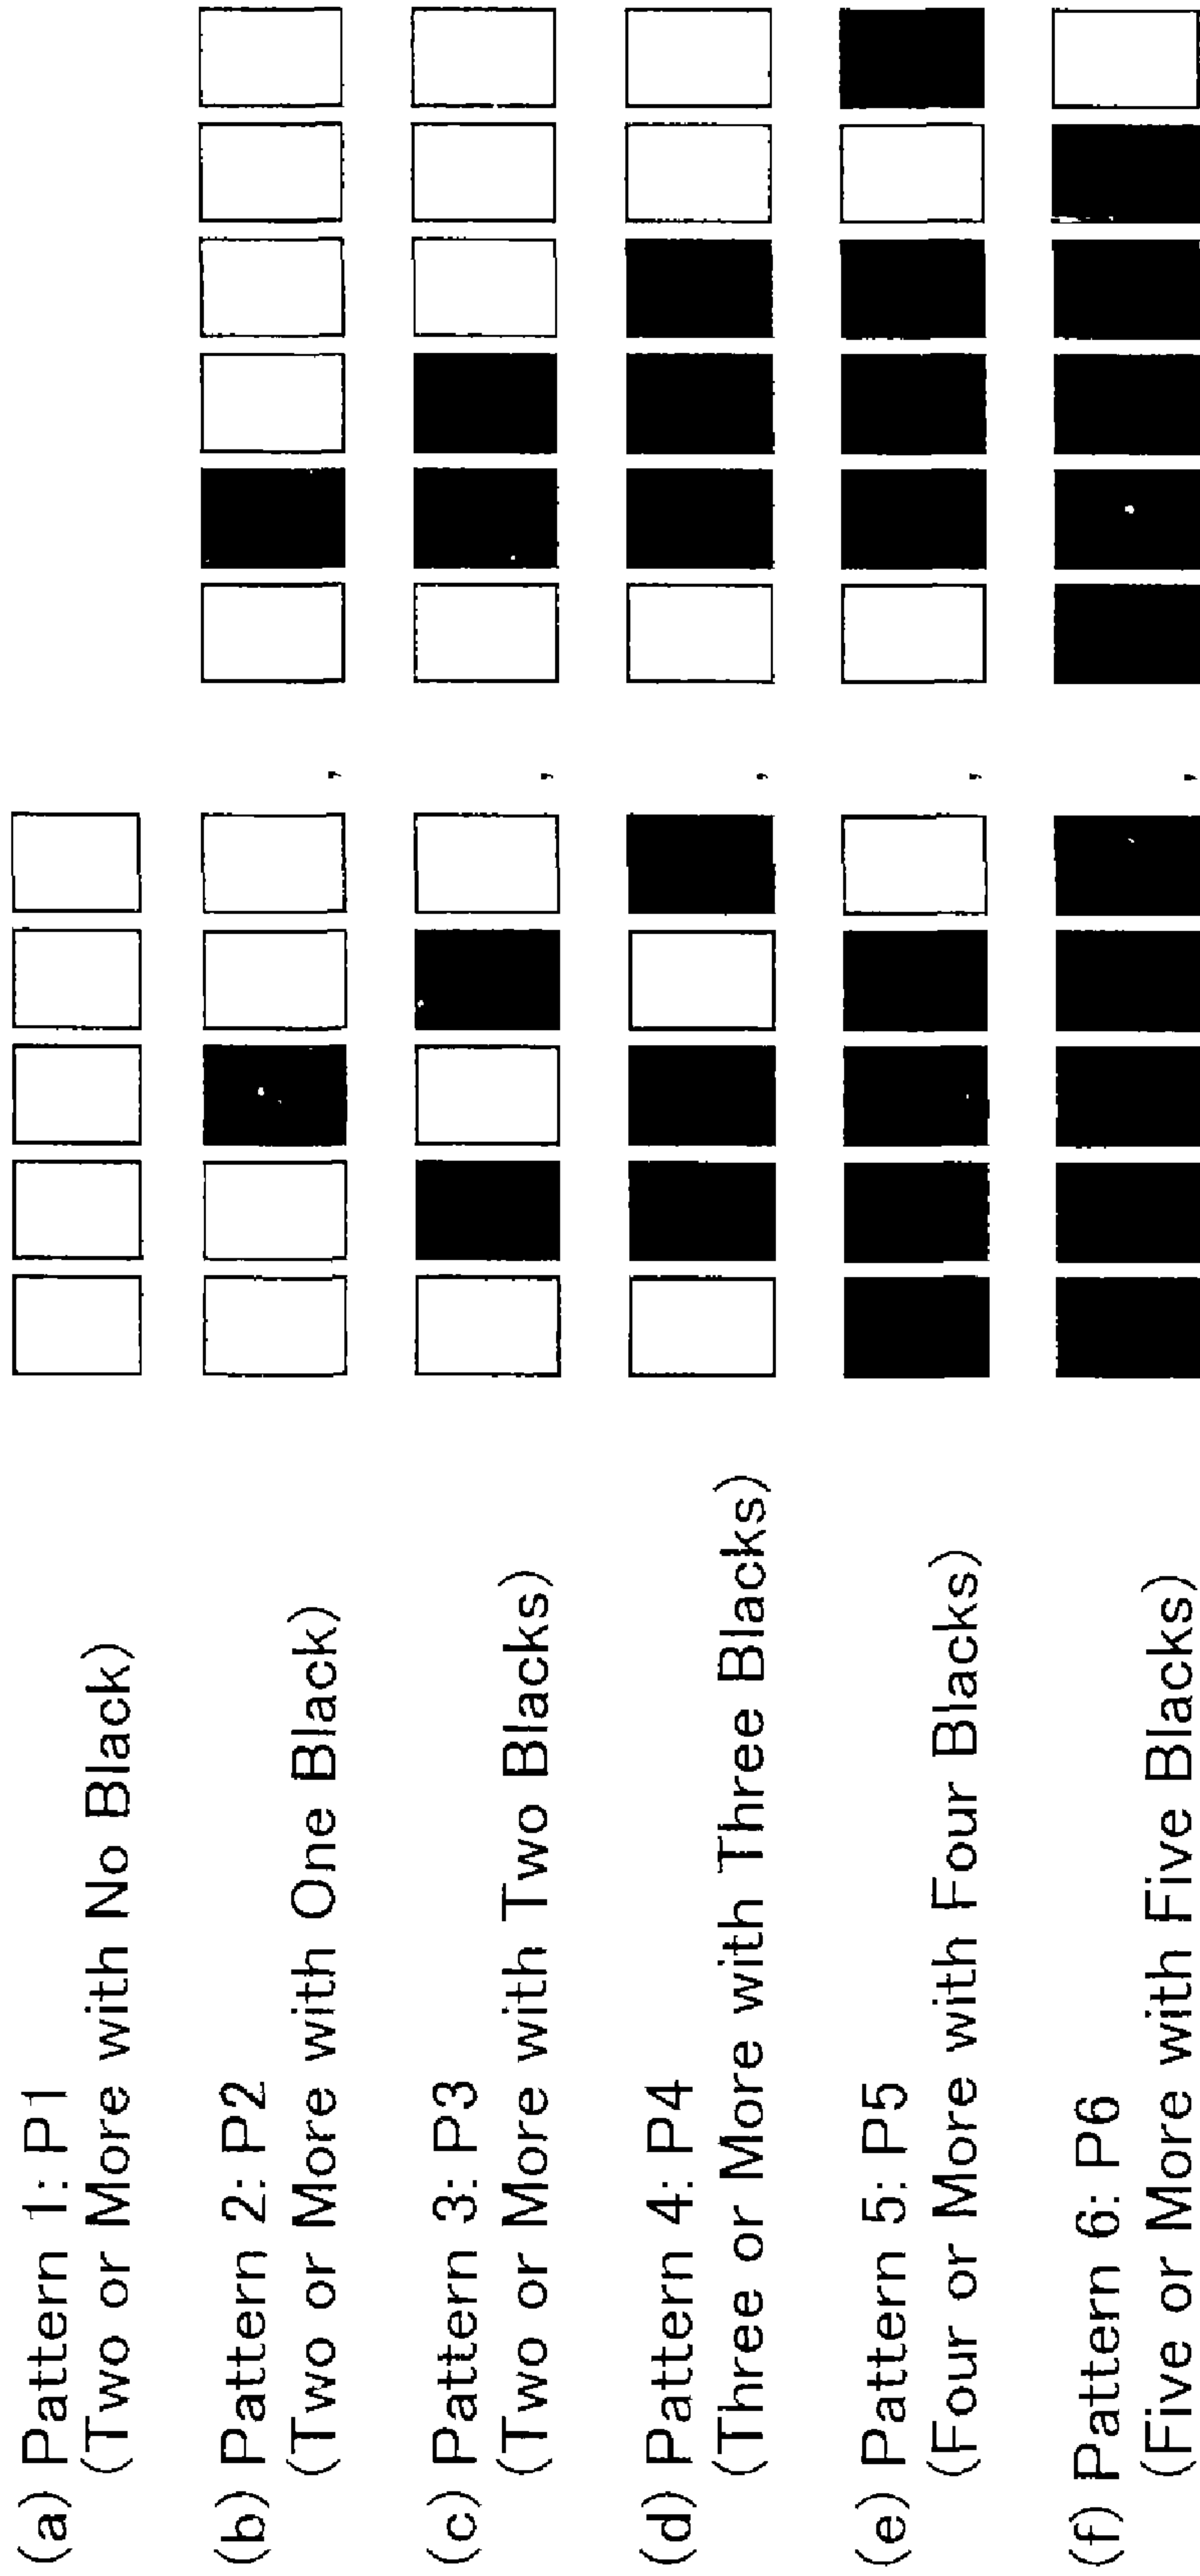 (a) Pattern 1: P1
(Two or More with No Black)
(b) Pattern 2: P2
(Two or More with One Black)
,
(c) Pattern 3: P3
(Two or More with Two Blacks)
,
(d) Pattern 4: P4
(Three or More with Three Blacks)
,
(e) Pattern 5: P5
(Four or More with Four Blacks)
,
(f) Pattern 6: P6
(Five or More with Five Blacks)
,